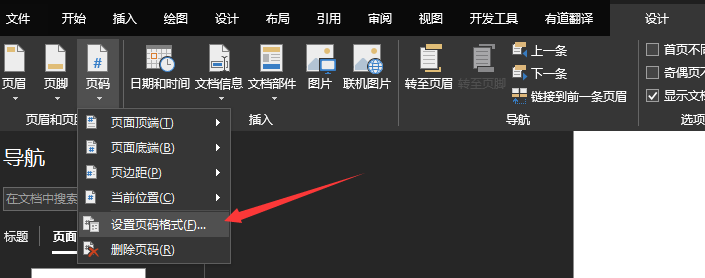 文件 开始 插入 绘图 设计 布局 引用 审阅 视图 开发工具 有道翻译 设计
页眉 页脚 页码 日期和时间 文档信息 文档部件 图片 联机图片 转至页眉 转至页脚
上一条
下一条
链接到前一条页眉
首页不
奇偶页不
显示文
页眉和页 插入 导航 选项
页面顶端(T)
页面底端(B)
页边距(P)
当前位置(C)
设置页码格式(F)...
删除页码(R)
导航
在文档中搜索
标题 页面